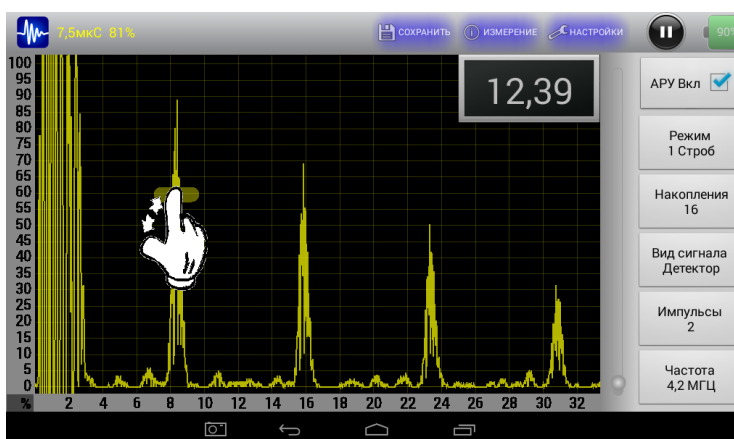 7,5мкС 81%
СОХРАНИТЬ
ИЗМЕРЕНИЕ
НАСТРОЙКИ
90
12,39
АРУ Вкл
Режим
1 Строб
Накопления
16
Вид сигнала
Детектор
Импульсы
2
Частота
4,2 МГЦ
100
95
90
85
80
75
70
65
60
55
50
45
40
35
30
25
20
15
10
5
0
% 2 4 6 8 10 12 14 16 18 20 22 24 26 28 30 32